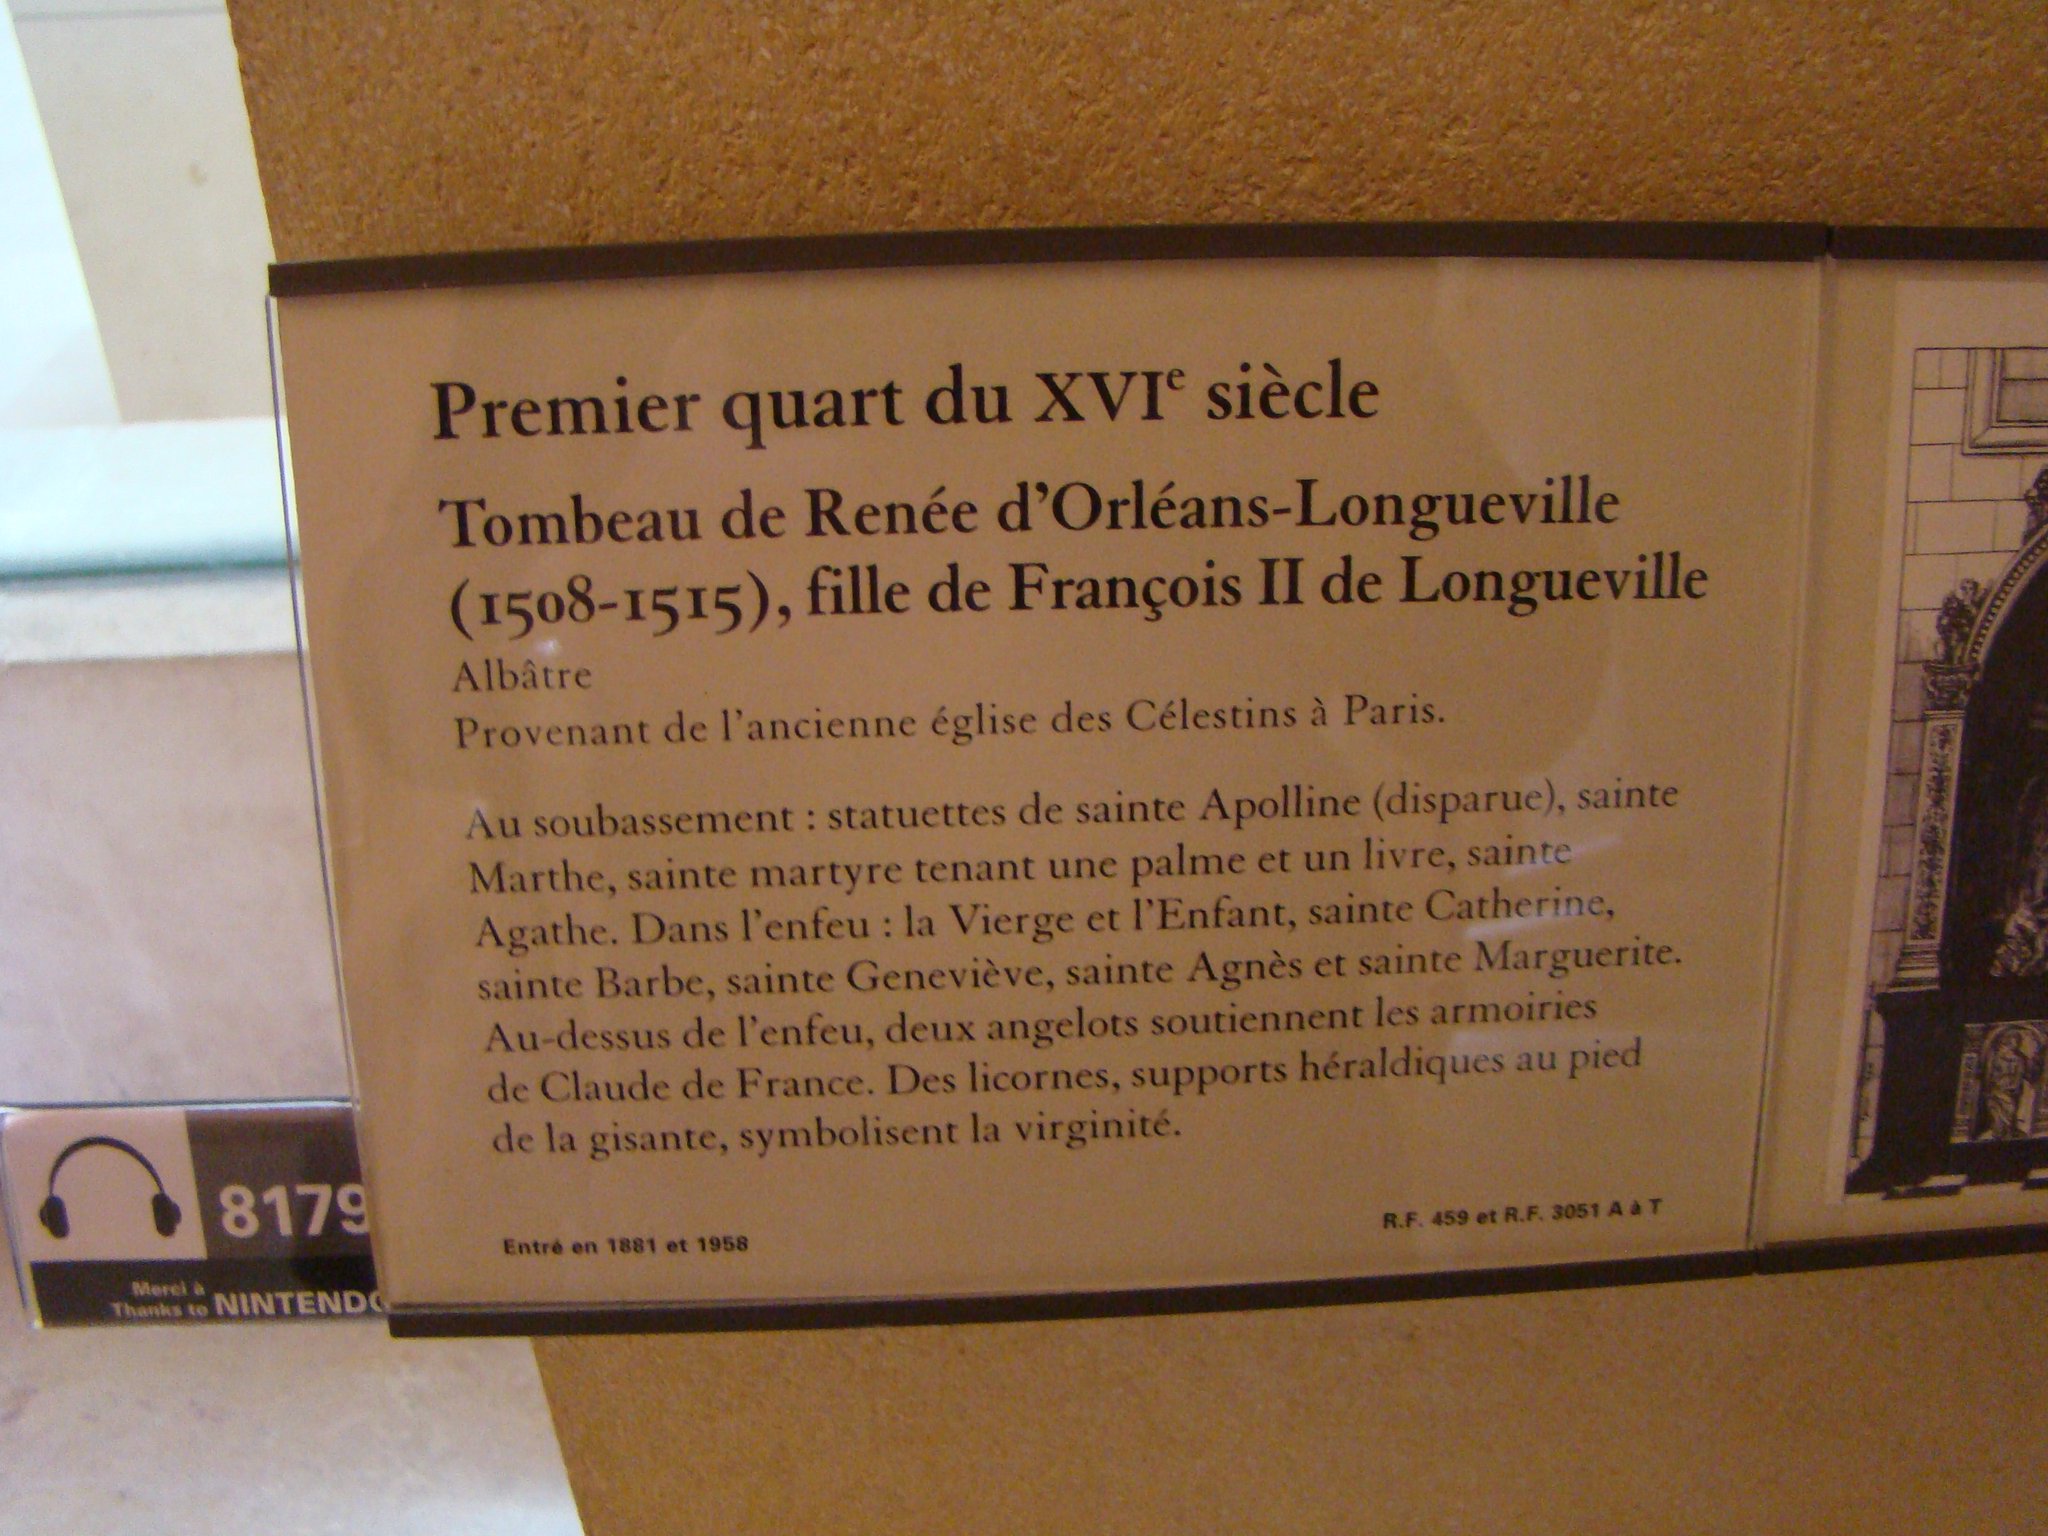 Premier quart du XVIe siècle
Tombeau de Renée d'Orléans-Longueville
(1508-1515), fille de François II de Longueville
Albâtre
Provenant de l'ancienne église des Célestins à Paris.
Au soubassement : statuettes de sainte Apolline (disparue), sainte
Marthe, sainte martyre tenant une palme et un livre, sainte
Agathe. Dans l'enfeu : la Vierge et l'Enfant, sainte Catherine,
sainte Barbe, sainte Geneviève, sainte Agnès et sainte Marguerite.
Au-dessus de l'enfeu, deux angelots soutiennent les armoiries
de Claude de France. Des licornes, supports héraldiques au pied
de la gisante, symbolisent la virginité.
Entré en 1881 et 1958
R.F. 459 et R.F. 3051 A à T
8179
Merci à
Thanks to NINTENDO